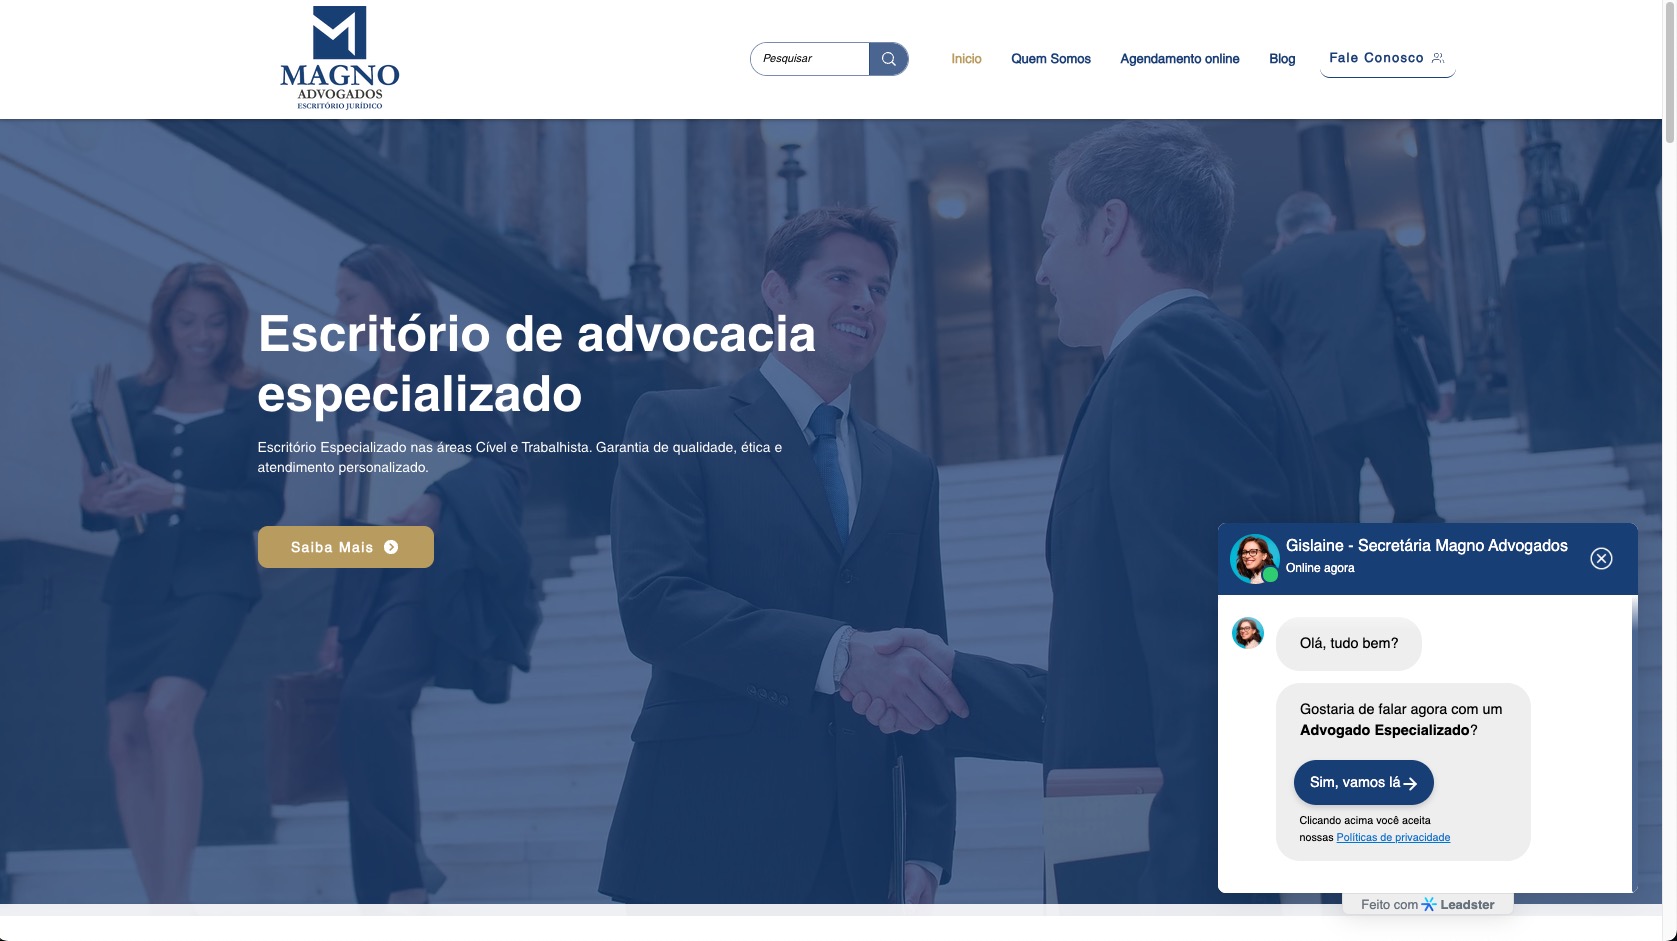 MAGNO
ADVOGADOS
ESCRITÓRIO JURÍDICO
Pesquisar
Inicio
Quem Somos
Agendamento online
Blog
Fale Conosco
Escritório de advocacia
especializado
Escritório Especializado nas áreas Cível e Trabalhista. Garantia de qualidade, ética e
atendimento personalizado.
Saiba Mais
Gislaine - Secretária Magno Advogados
Online agora
Olá, tudo bem?
Gostaria de falar agora com um
Advogado Especializado?
Sim, vamos lá
Clicando acima você aceita
nossas Políticas de privacidade
Feito com Leadster